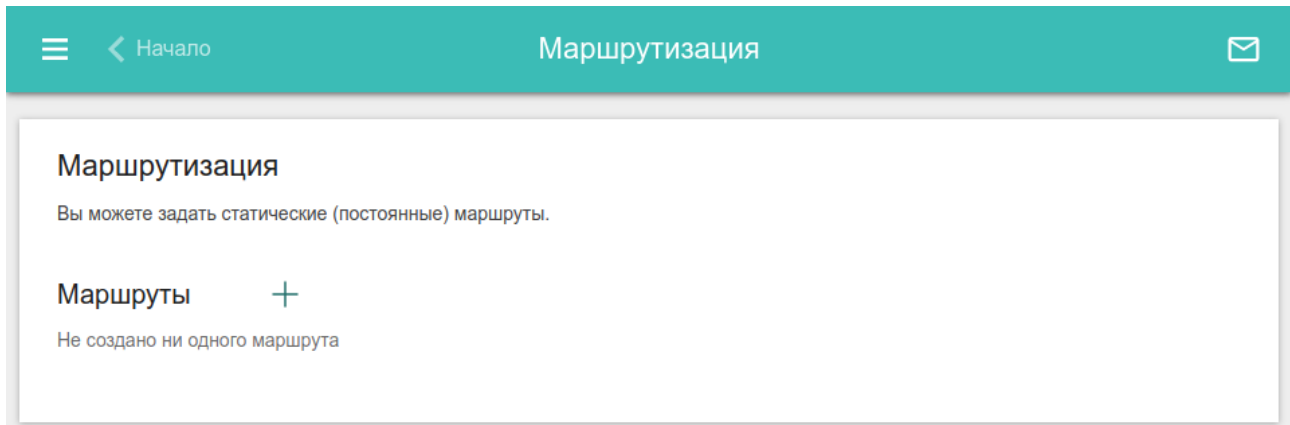 Начало
Маршрутизация
Маршрутизация
Вы можете задать статические (постоянные) маршруты.
Маршруты
Не создано ни одного маршрута